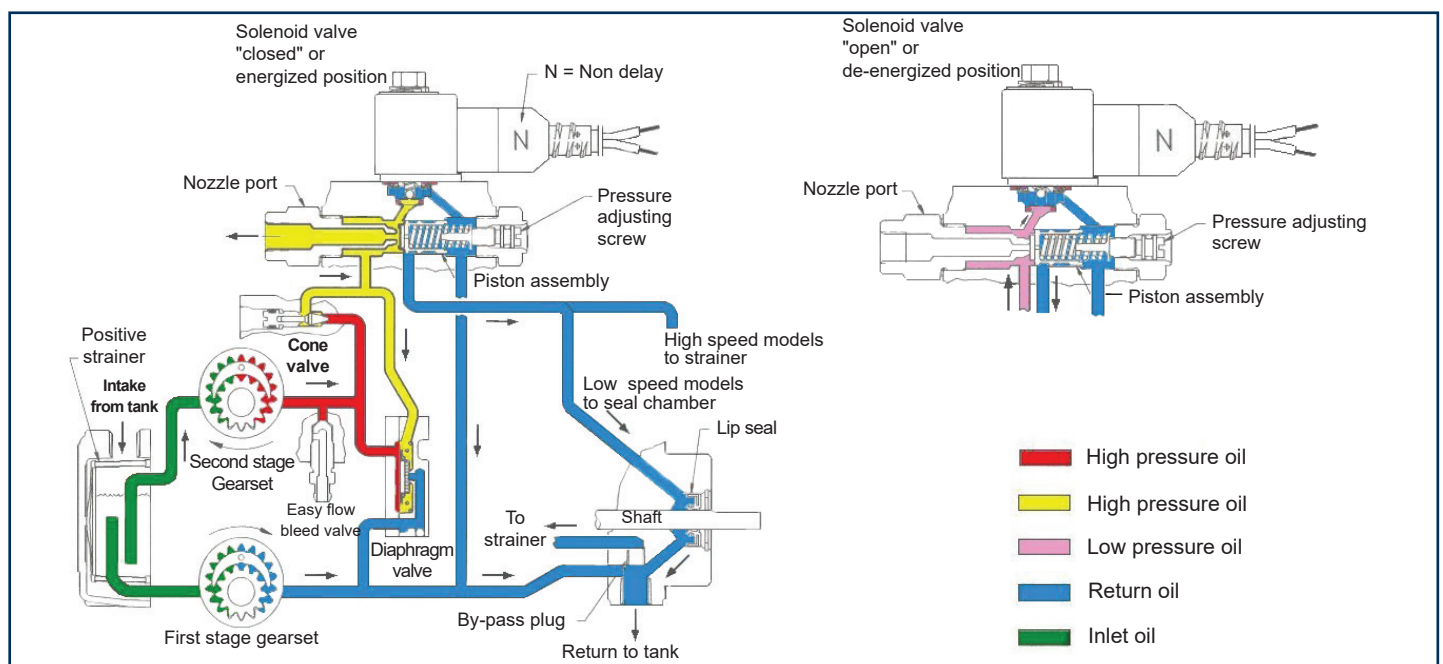 Solenoid valve
"closed" or
energized position
N = Non delay
N
Nozzle port
Pressure
adjusting
screw
Piston assembly
Positive
strainer
Intake
from tank
Cone
valve
High speed models
to strainer
Low speed models
to seal chamber
Lip seal
Second stage
Gearset
Easy flow
bleed valve
Diaphragm
valve
To
strainer
Shaft
First stage gearset
By-pass plug
Return to tank
Solenoid valve
"open" or
de-energized position
N
Nozzle port
Pressure adjusting
screw
Piston assembly
High pressure oil
High pressure oil
Low pressure oil
Return oil
Inlet oil